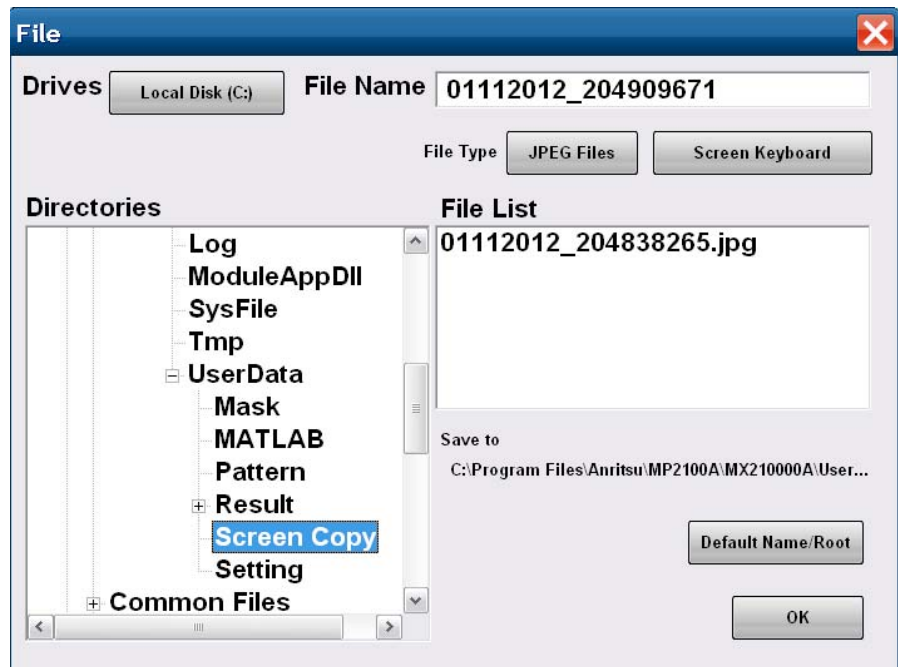 File
Drives Local Disk (C:) File Name 01112012_204909671
File Type JPEG Files Screen Keyboard
Directories
Log
ModuleAppDll
SysFile
Tmp
UserData
Mask
MATLAB
Pattern
Result
Screen Copy
Setting
Common Files
File List
01112012_204838265.jpg
Save to
C:\Program Files\Anritsu\MP2100A\MX210000A\User...
Default Name/Root
OK